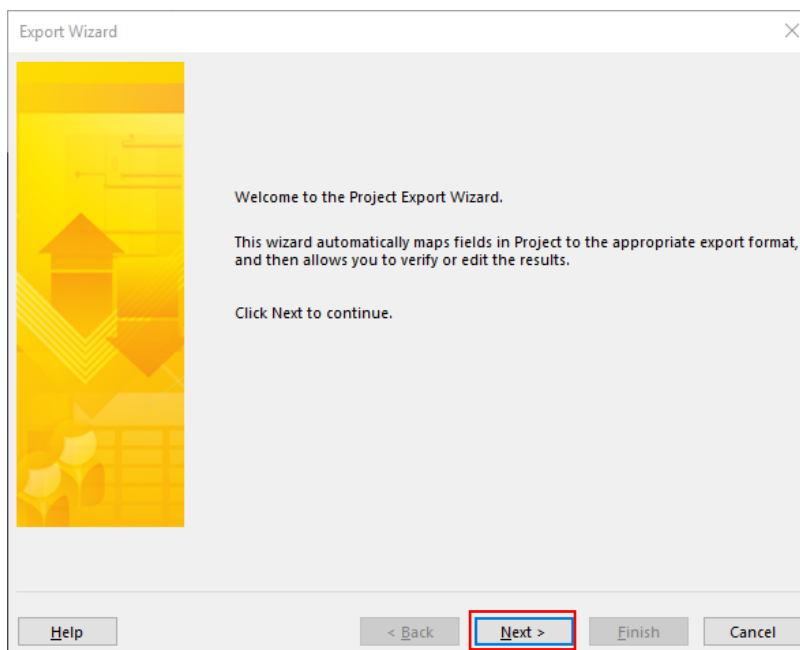 Export Wizard
Welcome to the Project Export Wizard.
This wizard automatically maps fields in Project to the appropriate export format,
and then allows you to verify or edit the results.
Click Next to continue.
Help
< Back
Next >
Finish
Cancel